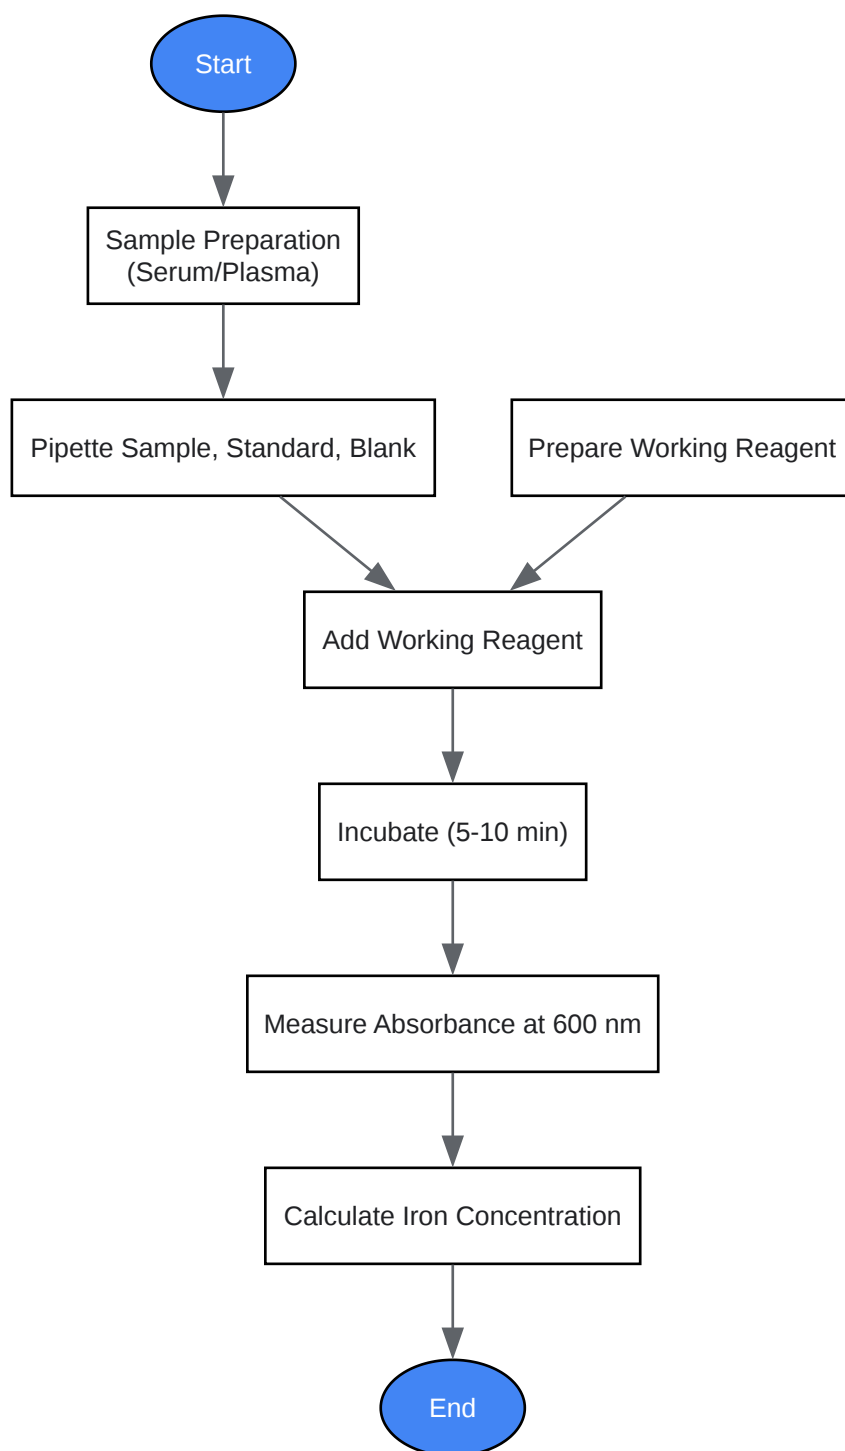 Start
Sample Preparation
(Serum/Plasma)
Pipette Sample, Standard, Blank
Prepare Working Reagent
Add Working Reagent
Incubate (5-10 min)
Measure Absorbance at 600 nm
Calculate Iron Concentration
End